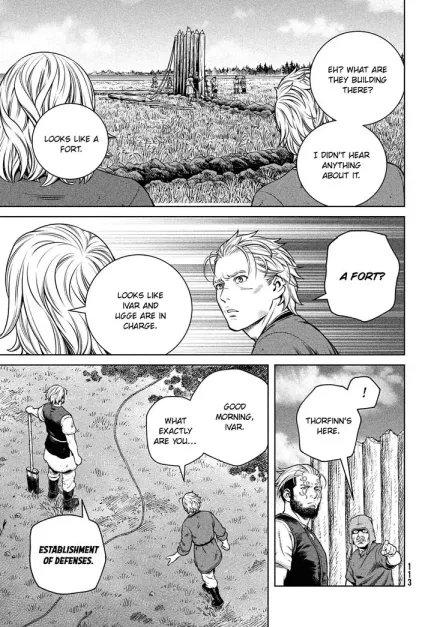 EH? WHAT
ARE
THEY BUILDING
THERE?
I DIDN'T HEAR
ANYTHING
ABOUT IT.
LOOKS LIKE A
FORT.
A FORT?
LOOKS LIKE
IVAR AND
UGGE ARE IN
CHARGE.
!
THORFINN'S
HERE.
GOOD
MORNING,
IVAR.
WHAT
EXACTLY
ARE YOU...
ESTABLISHMENT
OF DEFENSES.
113